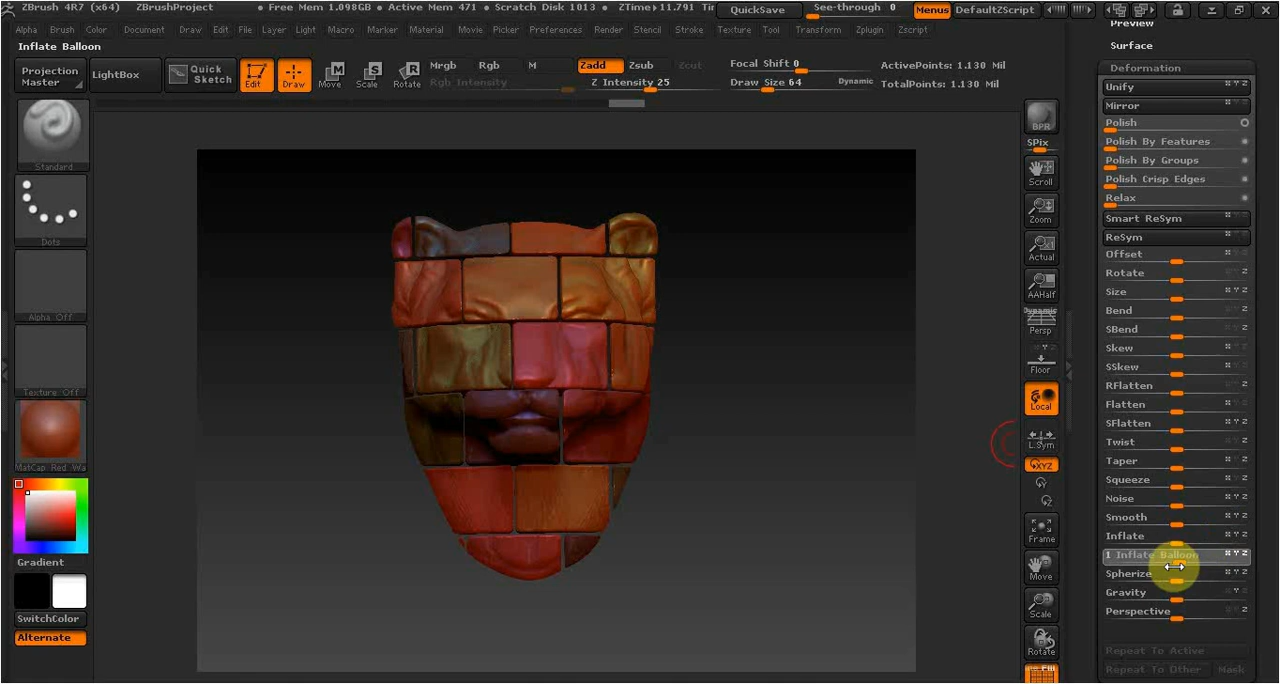 ZBrush 4R7 (x64) ZBrushProject • Free Mem 1.098GB • Active Mem 471 • Scratch Disk 1013 • ZTime▸11.791 QuickSave See-through 0 Menus DefaultZScript
Alpha Brush Color Document Draw Edit File Layer Light Macro Marker Material Movie Picker Preferences Render Stencil Stroke Texture Tool Transform Zplugin Zscript
Inflate Balloon
Projection Master
LightBox
Quick Sketch
Edit
Draw
Move
Scale
Rotate
Mrgb Rgb M
Rgb Intensity
Zadd Zsub Zcut
Z Intensity 25
Focal Shift 0
Draw Size 64 Dynamic
ActivePoints: 1.130 Mil
TotalPoints: 1.130 Mil
Standard
Dots
Alpha Off
Texture Off
MatCap Red Wa
Gradient
SwitchColor
Alternate
BPR
SPix
Scroll
Zoom
Actual
AAHalf
Dynamic
Persp
Floor
Local
L.Sym
XYZ
Y
Z
Frame
Move
Scale
Rotate
Preview
Surface
Deformation
Unify
Mirror
Polish
Polish By Features
Polish By Groups
Polish Crisp Edges
Relax
Smart ReSym
ReSym
Offset
Rotate
Size
Bend
SBend
Skew
SSkew
RFlatten
Flatten
SFlatten
Twist
Taper
Squeeze
Noise
Smooth
Inflate
1 Inflate Balloon
Spherize
Gravity
Perspective
Repeat To Active
Repeat To Other Mask